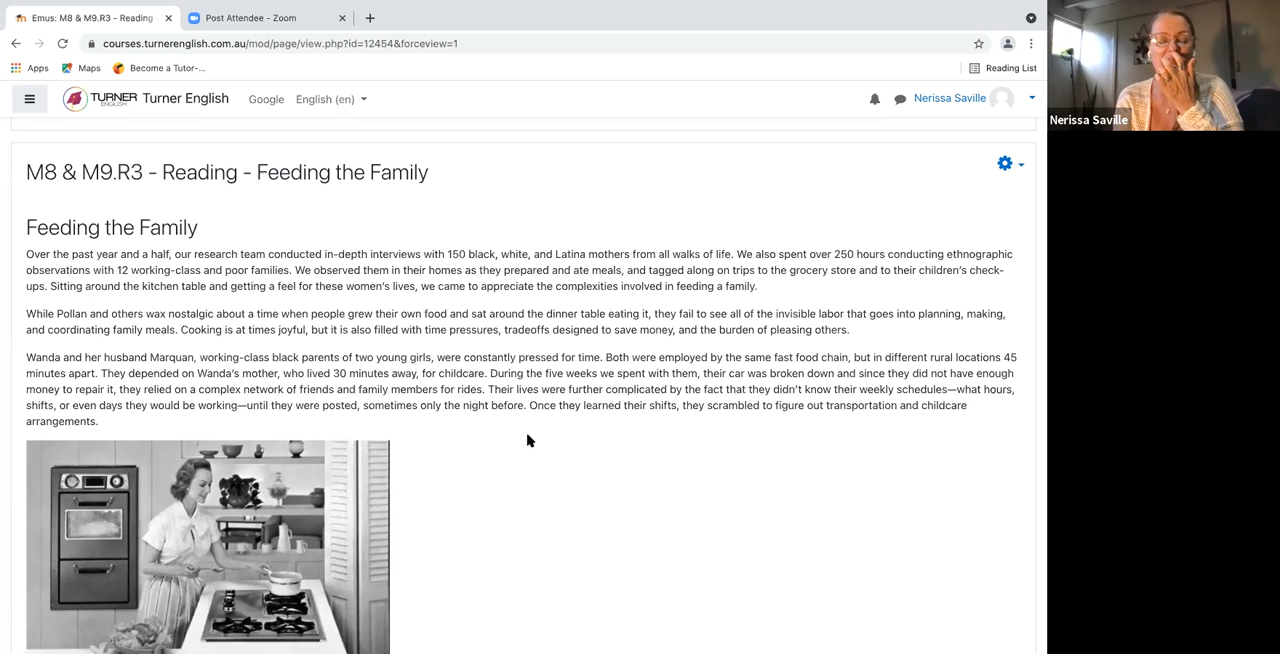 Emus: M8 & M9.R3 - Reading
Post Attendee - Zoom
courses.turnerenglish.com.au/mod/page/view.php?id=12454&forceview=1
Apps
Maps
Become a Tutor-...
Reading List
TURNER
ENGLISH
Turner English
Google
English (en)
Nerissa Saville
Nerissa Saville
M8 & M9.R3 - Reading - Feeding the Family
Feeding the Family
Over the past year and a half, our research team conducted in-depth interviews with 150 black, white, and Latina mothers from all walks of life. We also spent over 250 hours conducting ethnographic
observations with 12 working-class and poor families. We observed them in their homes as they prepared and ate meals, and tagged along on trips to the grocery store and to their children's check-
ups. Sitting around the kitchen table and getting a feel for these women's lives, we came to appreciate the complexities involved in feeding a family.
While Pollan and others wax nostalgic about a time when people grew their own food and sat around the dinner table eating it, they fail to see all of the invisible labor that goes into planning, making,
and coordinating family meals. Cooking is at times joyful, but it is also filled with time pressures, tradeoffs designed to save money, and the burden of pleasing others.
Wanda and her husband Marquan, working-class black parents of two young girls, were constantly pressed for time. Both were employed by the same fast food chain, but in different rural locations 45
minutes apart. They depended on Wanda's mother, who lived 30 minutes away, for childcare. During the five weeks we spent with them, their car was broken down and since they did not have enough
money to repair it, they relied on a complex network of friends and family members for rides. Their lives were further complicated by the fact that they didn't know their weekly schedules—what hours,
shifts, or even days they would be working—until they were posted, sometimes only the night before. Once they learned their shifts, they scrambled to figure out transportation and childcare
arrangements.